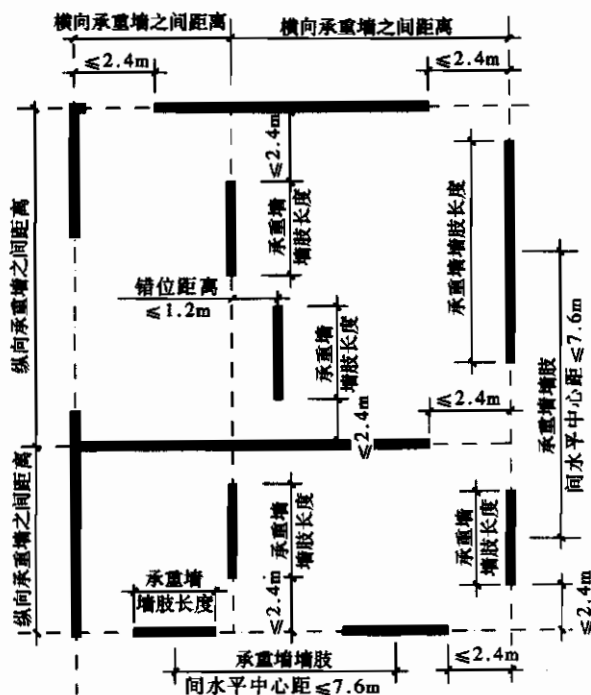 横向承重墙之间距离
横向承重墙之间距离
≤2.4m
≤2.4m
≤2.4m
纵向承重墙之间距离
承重墙
墙肢长度
承重墙墙肢长度
错位距离
≤1.2m
承重墙
墙肢长度
承重墙墙肢
间水平中心距≤7.6m
≤2.4m
≤2.4m
纵向承重墙之间距离
承重墙
墙肢长度
承重墙
墙肢长度
承重墙
墙肢长度
≤2.4m
≤2.4m
≤2.4m
承重墙墙肢
间水平中心距≤7.6m